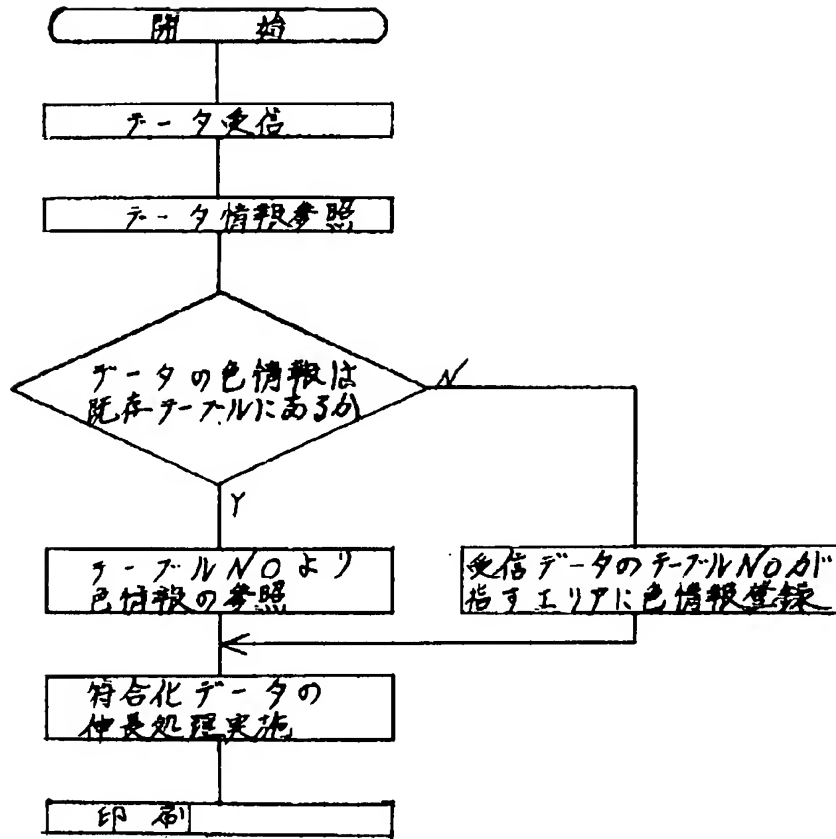 開始
データ受信
データ情報参照
データの色情報は
既存テーブルにあるか
N
Y
テーブルNOより
色情報の参照
受信データのテーブルNOが
指すエリアに色情報登録
符合化データの
伸長処理実施
印刷